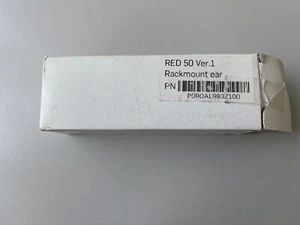 RED 50 Ver.1
Rackmount ear
PN
P090AL983Z100